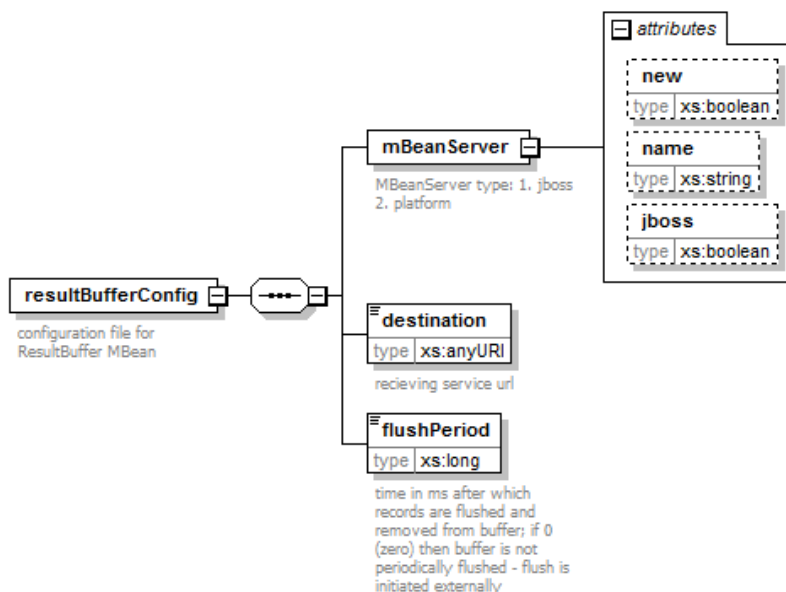 attributes
new
type xs:boolean
name
type xs:string
jboss
type xs:boolean
mBeanServer
MBeanServer type: 1. jboss
2. platform
resultBufferConfig
configuration file for
ResultBuffer MBean
destination
type xs:anyURI
recieving service url
flushPeriod
type xs:long
time in ms after which
records are flushed and
removed from buffer; if 0
(zero) then buffer is not
periodically flushed - flush is
initiated externally